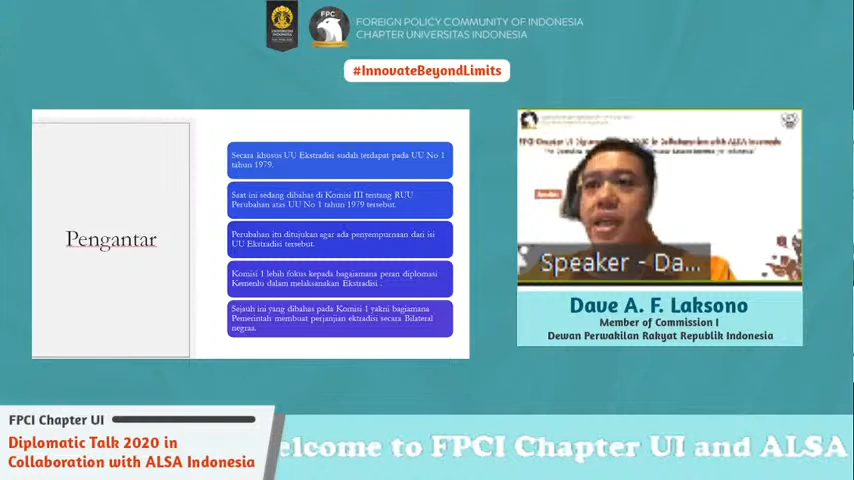 FPC
FOREIGN POLICY COMMUNITY OF INDONESIA
CHAPTER UNIVERSITAS INDONESIA
#InnovateBeyondLimits
Pengantar
Secara khusus UU Ekstradisi sudah terdapat pada UU No 1
tahun 1979.
Saat ini sedang dibahas di Komisi III tentang RUU
Perubahan atas UU No 1 tahun 1979 tersebut.
Perubahan itu ditujukan agar ada penyempurnaan dari isi
UU Ekstradisi tersebut.
Komisi 1 lebih fokus kepada bagaimana peran diplomasi
Kemenlu dalam melaksanakan Ekstradisi .
Sejauh ini yang dibahas pada Komisi 1 yakni bagiamana
Pemerintah membuat perjanjian ektradisi secara Bilateral
negras.
Speaker - Da...
Dave A. F. Laksono
Member of Commission I
Dewan Perwakilan Rakyat Republik Indonesia
FPCI Chapter UI
Diplomatic Talk 2020 in
Collaboration with ALSA Indonesia
elcome to FPCI Chapter UI and ALSA